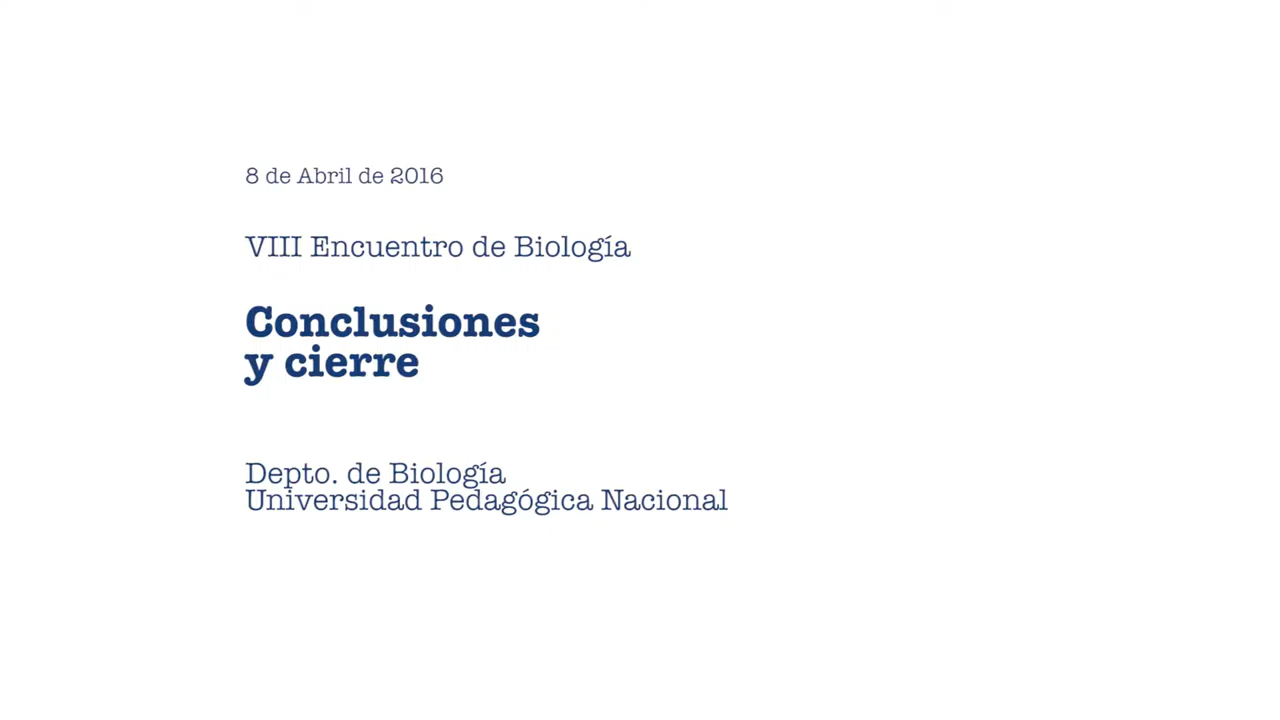 8 de Abril de 2016
VIII Encuentro de Biología
Conclusiones
y cierre
Depto. de Biología
Universidad Pedagógica Nacional